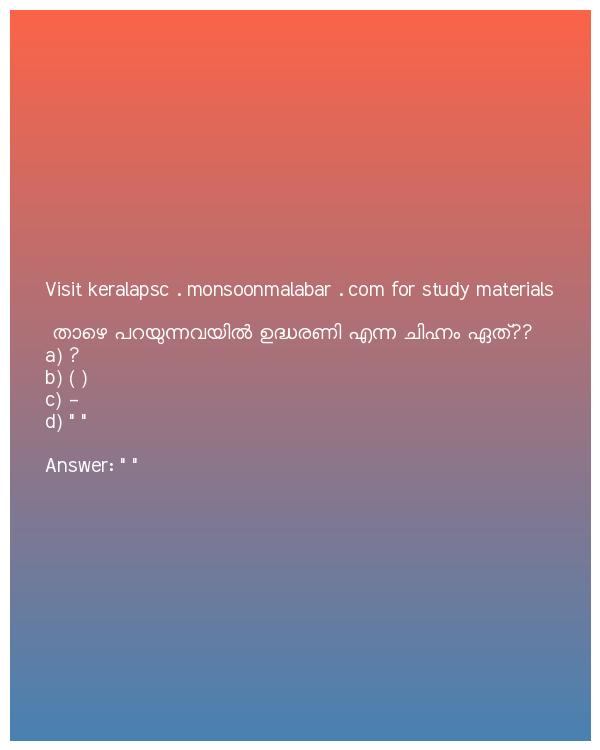 Visit keralapsc . monsoonmalabar . com for study materials
താഴെ പറയുന്നവയിൽ ഉദ്ധരണി എന്ന ചിഹ്നം ഏത്??
a) ?
b) ( )
c) -
d) " "
Answer: " "